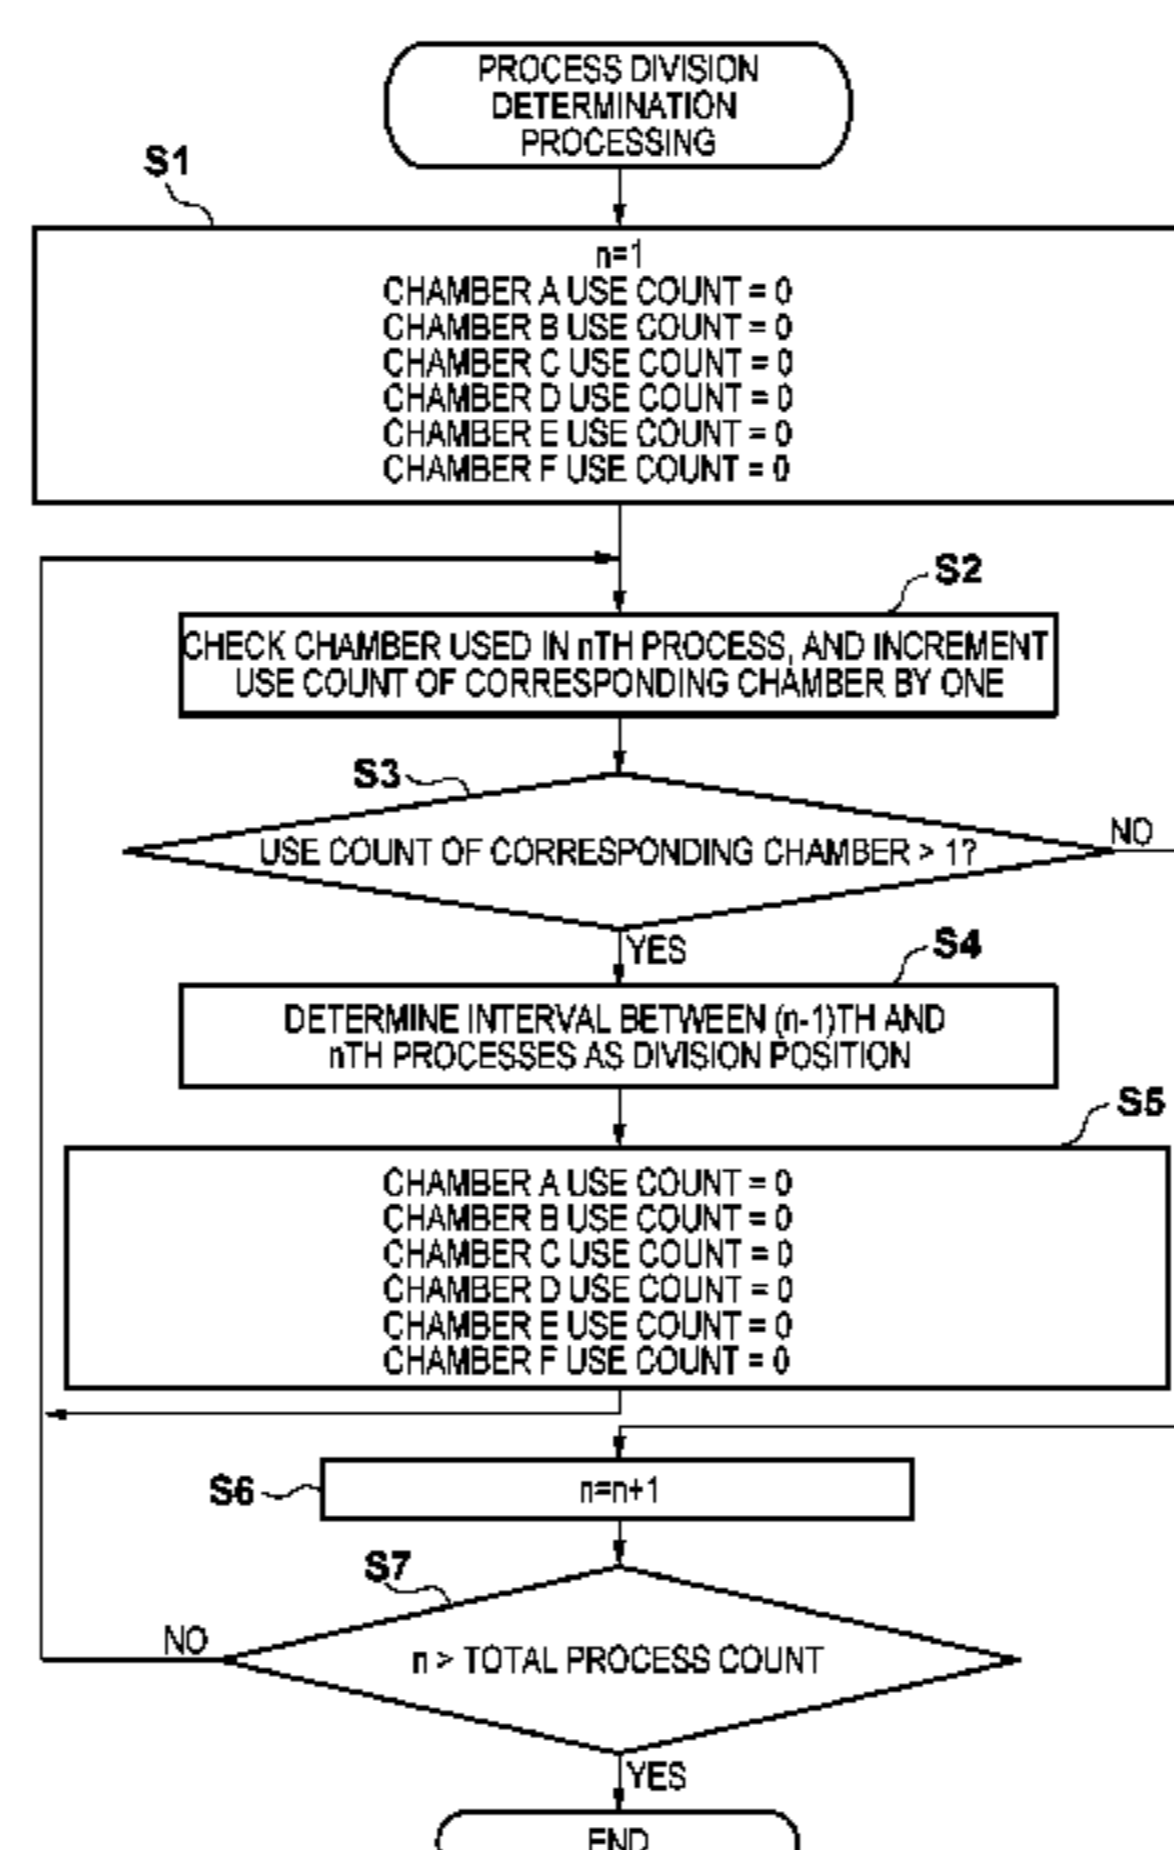 PROCESS DIVISION
DETERMINATION
PROCESSING
S1
n=1
CHAMBER A USE COUNT = 0
CHAMBER B USE COUNT = 0
CHAMBER C USE COUNT = 0
CHAMBER D USE COUNT = 0
CHAMBER E USE COUNT = 0
CHAMBER F USE COUNT = 0
S2
CHECK CHAMBER USED IN nTH PROCESS, AND INCREMENT
USE COUNT OF CORRESPONDING CHAMBER BY ONE
S3
USE COUNT OF CORRESPONDING CHAMBER > 1?
NO
YES
S4
DETERMINE INTERVAL BETWEEN (n-1)TH AND
nTH PROCESSES AS DIVISION POSITION
S5
CHAMBER A USE COUNT = 0
CHAMBER B USE COUNT = 0
CHAMBER C USE COUNT = 0
CHAMBER D USE COUNT = 0
CHAMBER E USE COUNT = 0
CHAMBER F USE COUNT = 0
S6
n=n+1
S7
NO
n > TOTAL PROCESS COUNT
YES
END